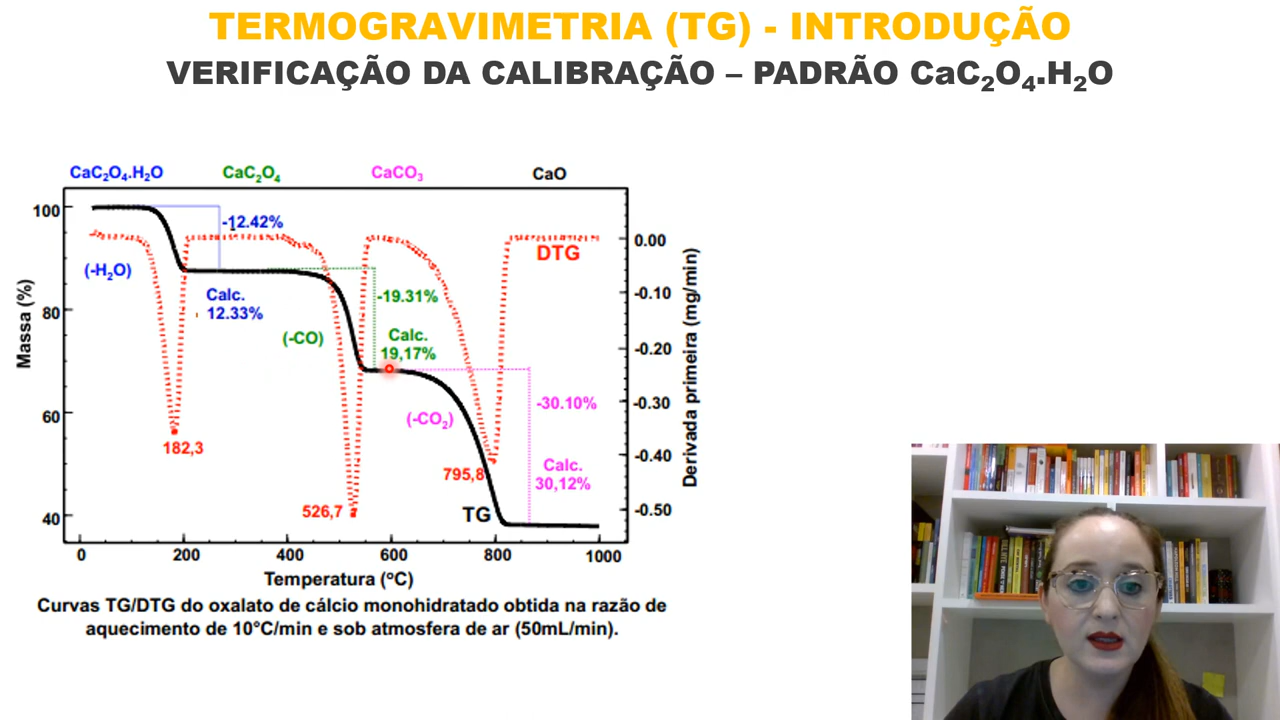 TERMOGRAVIMETRIA (TG) - INTRODUÇÃO
VERIFICAÇÃO DA CALIBRAÇÃO – PADRÃO CaC₂O₄.H₂O
CaC₂O₄.H₂O CaC₂O₄ CaCO₃ CaO
100
80
60
40
Massa (%)
-12.42%
(-H₂O)
Calc.
12.33%
182,3
-19.31%
(-CO)
Calc.
19,17%
526,7
(-CO₂)
-30.10%
Calc.
30,12%
795,8
TG
DTG
0.00
-0.10
-0.20
-0.30
-0.40
-0.50
Derivada primeira (mg/min)
0 200 400 600 800 1000
Temperatura (°C)
Curvas TG/DTG do oxalato de cálcio monohidratado obtida na razão de
aquecimento de 10°C/min e sob atmosfera de ar (50mL/min).